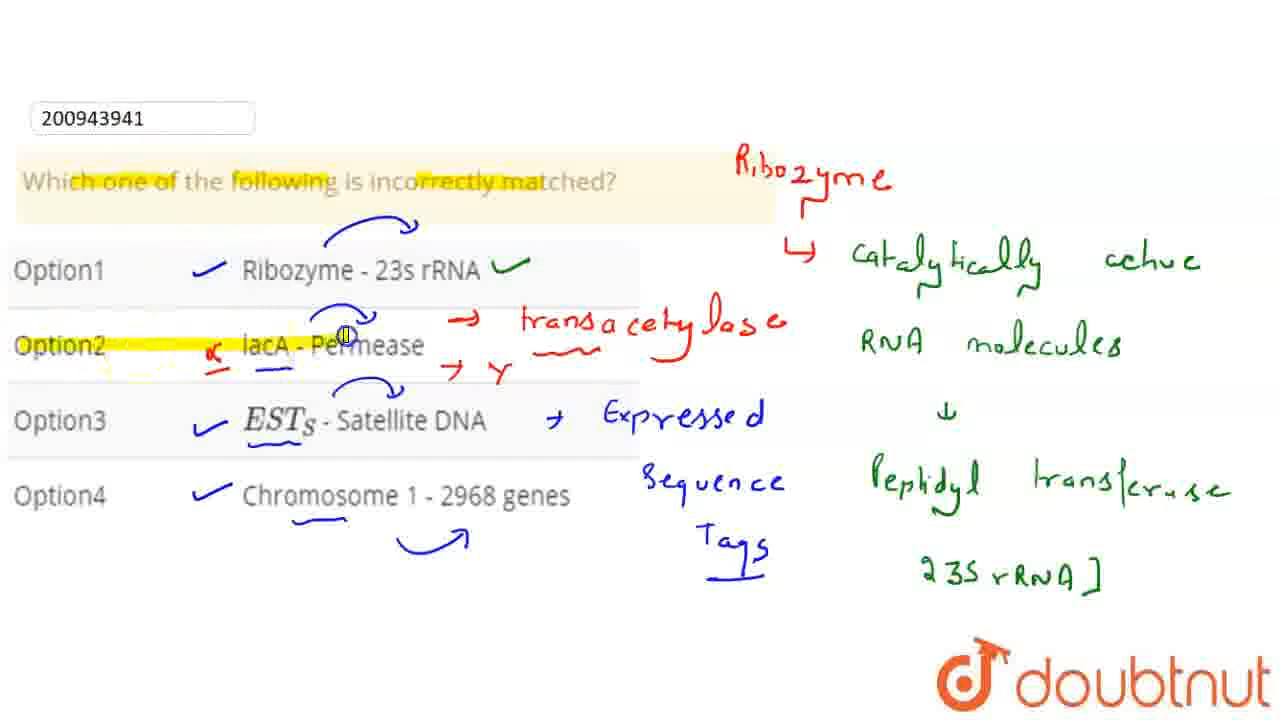 200943941
Which one of the following is incorrectly matched?
Ribozyme
Option1 Ribozyme - 23s rRNA
↳ Catalytically active
RNA molecules
Option2 x lacA - Permease → transacetylase
→ Y
Option3 ESTS - Satellite DNA → Expressed
Sequence
Tags
↓
Peptidyl transferase
23S rRNA]
Option4 Chromosome 1 - 2968 genes
doubtnut